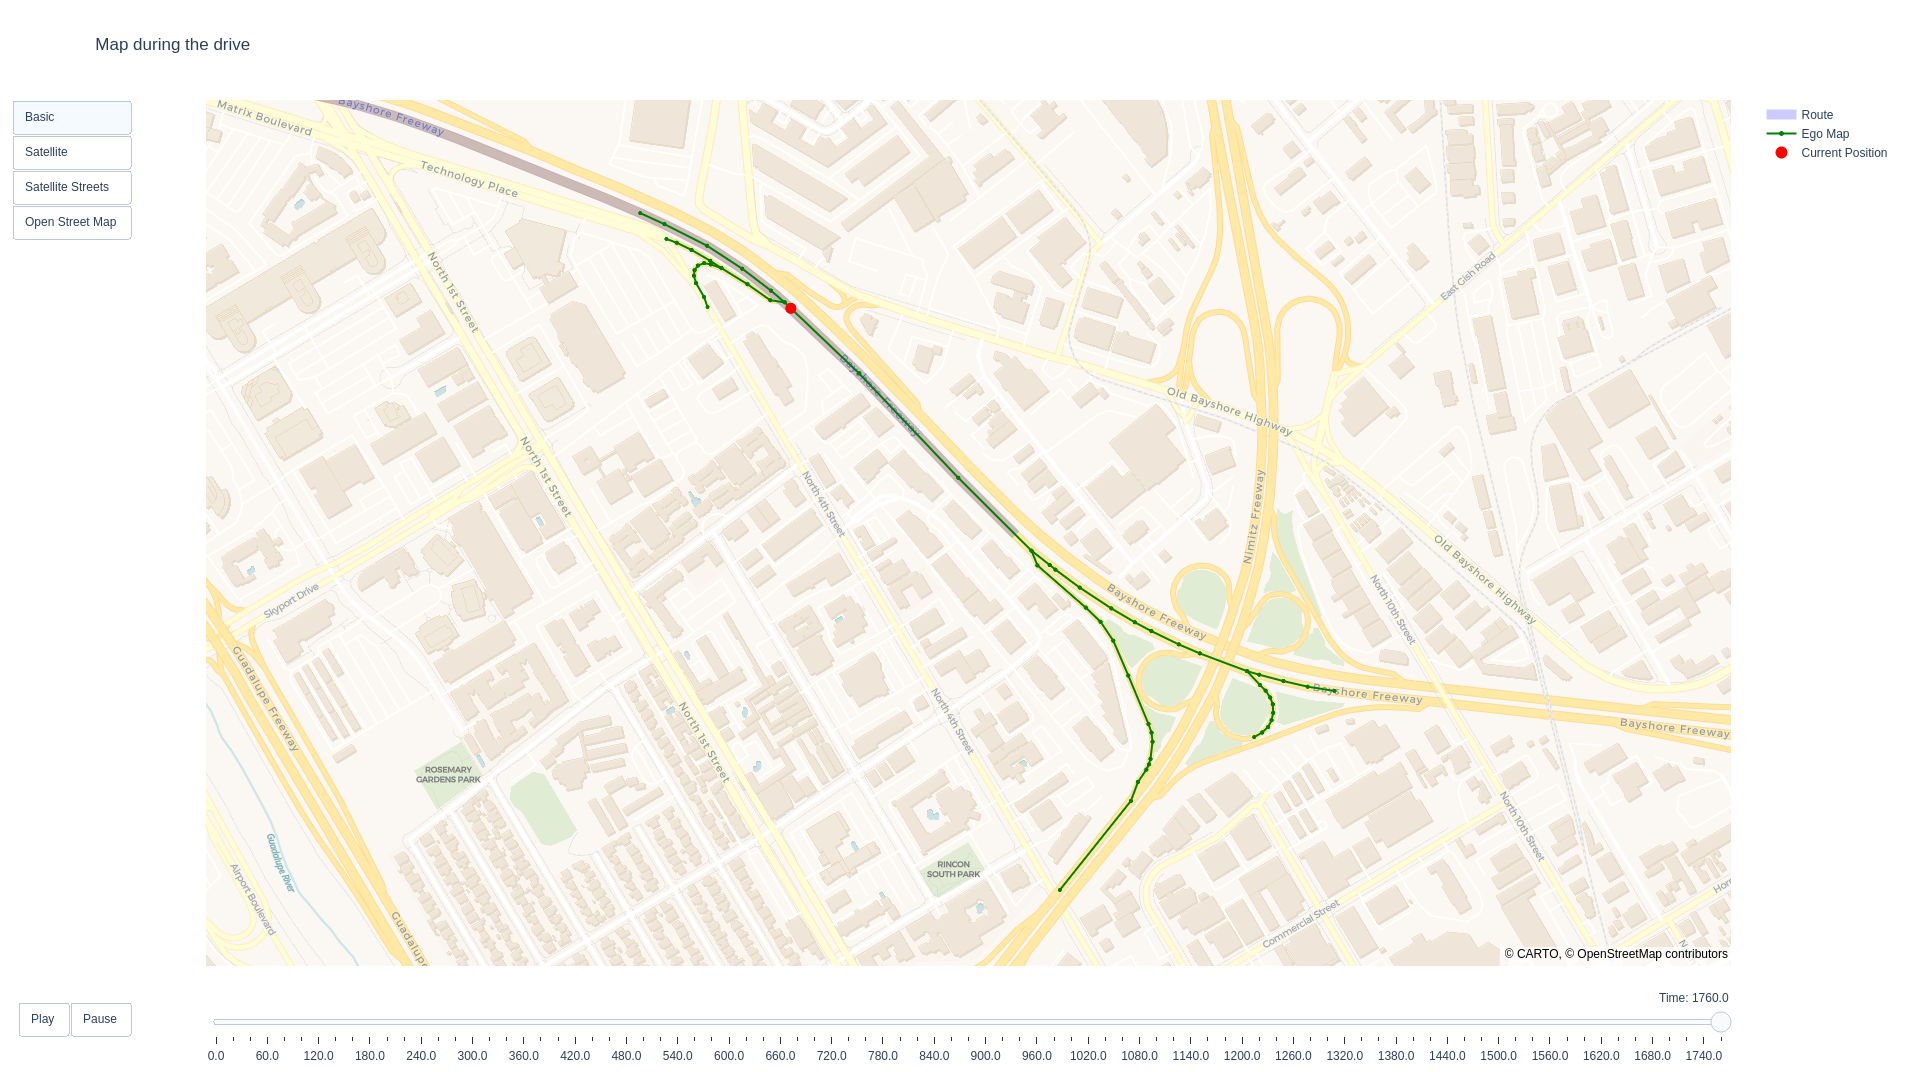 Map during the drive
Basic
Satellite
Satellite Streets
Open Street Map
Route
Ego Map
Current Position
Matrix Boulevard
Bayshore Freeway
Technology Place
North 1st Street
East Gish Road
Old Bayshore Highway
North 1st Street
North 4th Street
Nimitz Freeway
Old Bayshore Highway
North 10th Street
Bayshore Freeway
Skyport Drive
Guadalupe Freeway
Bayshore Freeway
Bayshore Freeway
North 4th Street
North 1st Street
ROSEMARY
GARDENS PARK
Guadalupe River
Airport Boulevard
RINCON
SOUTH PARK
North 10th Street
Commercial Street
Guadalupe
© CARTO, © OpenStreetMap contributors
Time: 1760.0
Play
Pause
0.0 60.0 120.0 180.0 240.0 300.0 360.0 420.0 480.0 540.0 600.0 660.0 720.0 780.0 840.0 900.0 960.0 1020.0 1080.0 1140.0 1200.0 1260.0 1320.0 1380.0 1440.0 1500.0 1560.0 1620.0 1680.0 1740.0